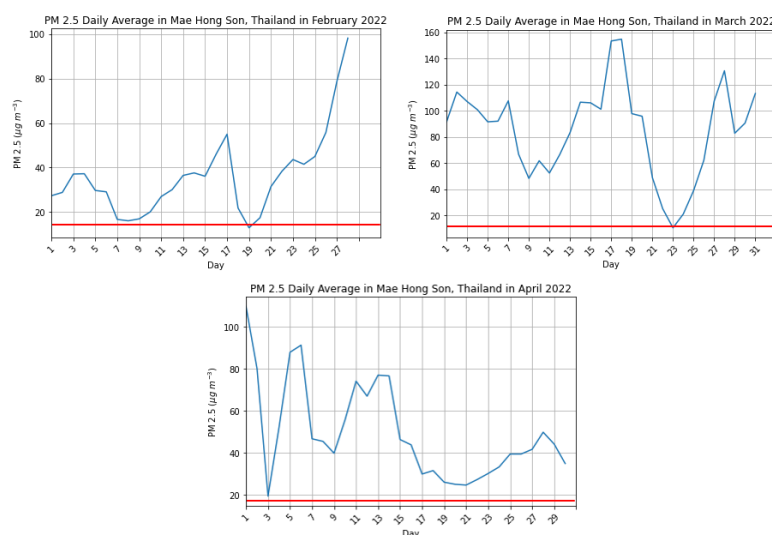 PM 2.5 Daily Average in Mae Hong Son, Thailand in February 2022
100
80
60
40
20
PM 2.5 (μg m⁻³)
1 3 5 7 9 11 13 15 17 19 21 23 25 27
Day
PM 2.5 Daily Average in Mae Hong Son, Thailand in March 2022
160
140
120
100
80
60
40
20
PM 2.5 (μg m⁻³)
1 3 5 7 9 11 13 15 17 19 21 23 25 27 29 31
Day
PM 2.5 Daily Average in Mae Hong Son, Thailand in April 2022
100
80
60
40
20
PM 2.5 (μg m⁻³)
1 3 5 7 9 11 13 15 17 19 21 23 25 27 29
Day